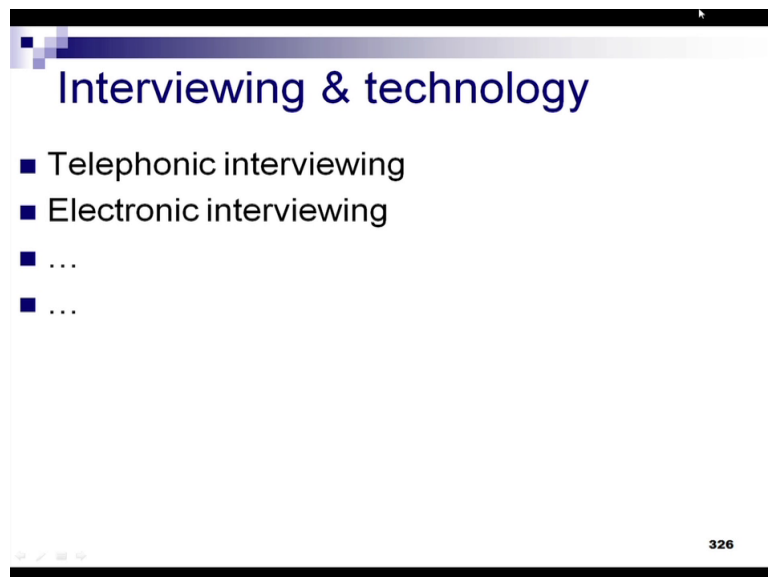 Interviewing & technology
Telephonic interviewing
Electronic interviewing
...
...
326